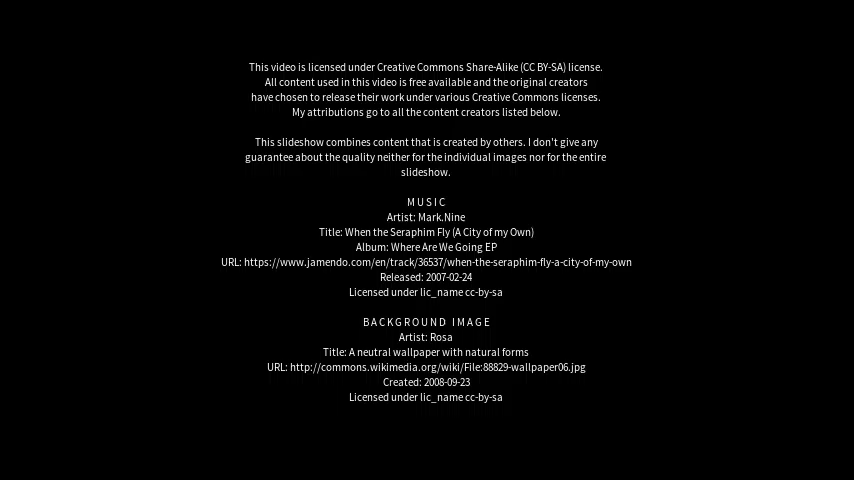 This video is licensed under Creative Commons Share-Alike (CC BY-SA) license.
All content used in this video is free available and the original creators
have chosen to release their work under various Creative Commons licenses.
My attributions go to all the content creators listed below.
This slideshow combines content that is created by others. I don't give any
guarantee about the quality neither for the individual images nor for the entire
slideshow.
MUSIC
Artist: Mark.Nine
Title: When the Seraphim Fly (A City of my Own)
Album: Where Are We Going EP
URL: https://www.jamendo.com/en/track/36537/when-the-seraphim-fly-a-city-of-my-own
Released: 2007-02-24
Licensed under lic_name cc-by-sa
BACKGROUND IMAGE
Artist: Rosa
Title: A neutral wallpaper with natural forms
URL: http://commons.wikimedia.org/wiki/File:88829-wallpaper06.jpg
Created: 2008-09-23
Licensed under lic_name cc-by-sa